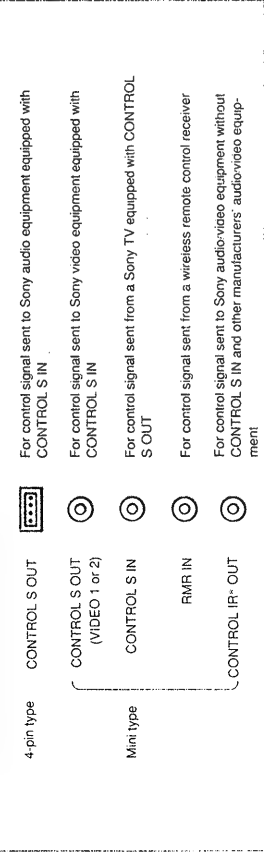 4-pin type CONTROL S OUT For control signal sent to Sony audio equipment equipped with
CONTROL S IN
CONTROL S OUT For control signal sent to Sony video equipment equipped with
(VIDEO 1 or 2) CONTROL S IN
Mini type CONTROL S IN For control signal sent from a Sony TV equipped with CONTROL
S OUT
RMR IN For control signal sent from a wireless remote control receiver
CONTROL IR* OUT For control signal sent to Sony audio/video equipment without
CONTROL S IN and other manufacturers' audio/video equip-
ment